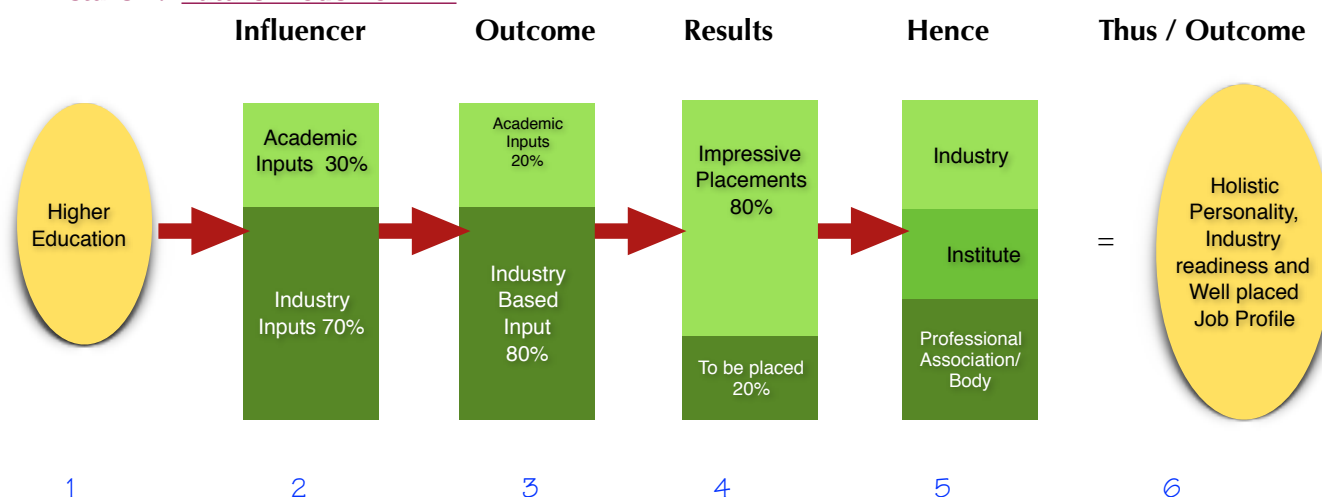 Influencer
Outcome
Results
Hence
Thus / Outcome
Higher
Education
Academic
Inputs 30%
Industry
Inputs 70%
Academic
Inputs
20%
Industry
Based
Input
80%
Impressive
Placements
80%
To be placed
20%
Industry
Institute
Professional
Association/
Body
=
Holistic
Personality,
Industry
readiness and
Well placed
Job Profile
1
2
3
4
5
6